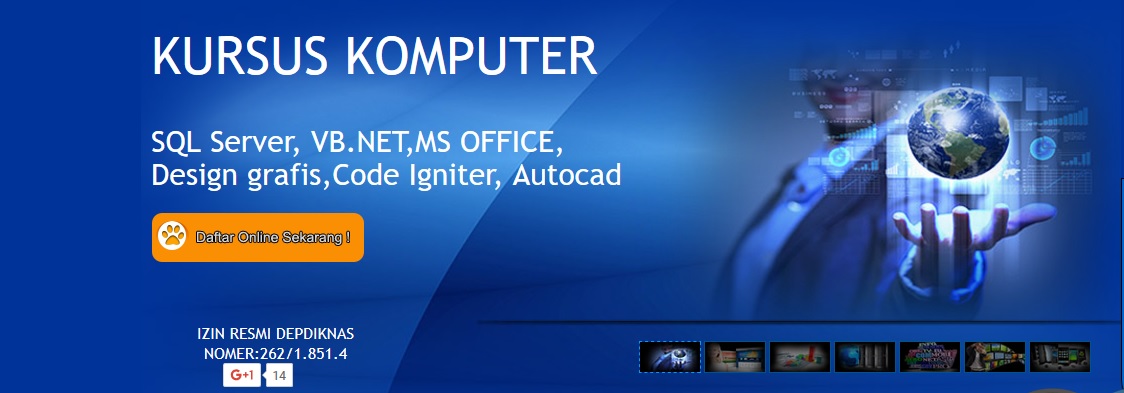 KURSUS KOMPUTER
SQL Server, VB.NET,MS OFFICE,
Design grafis,Code Igniter, Autocad
Daftar Online Sekarang !
IZIN RESMI DEPDIKNAS
NOMER:262/1.851.4
G+1 14